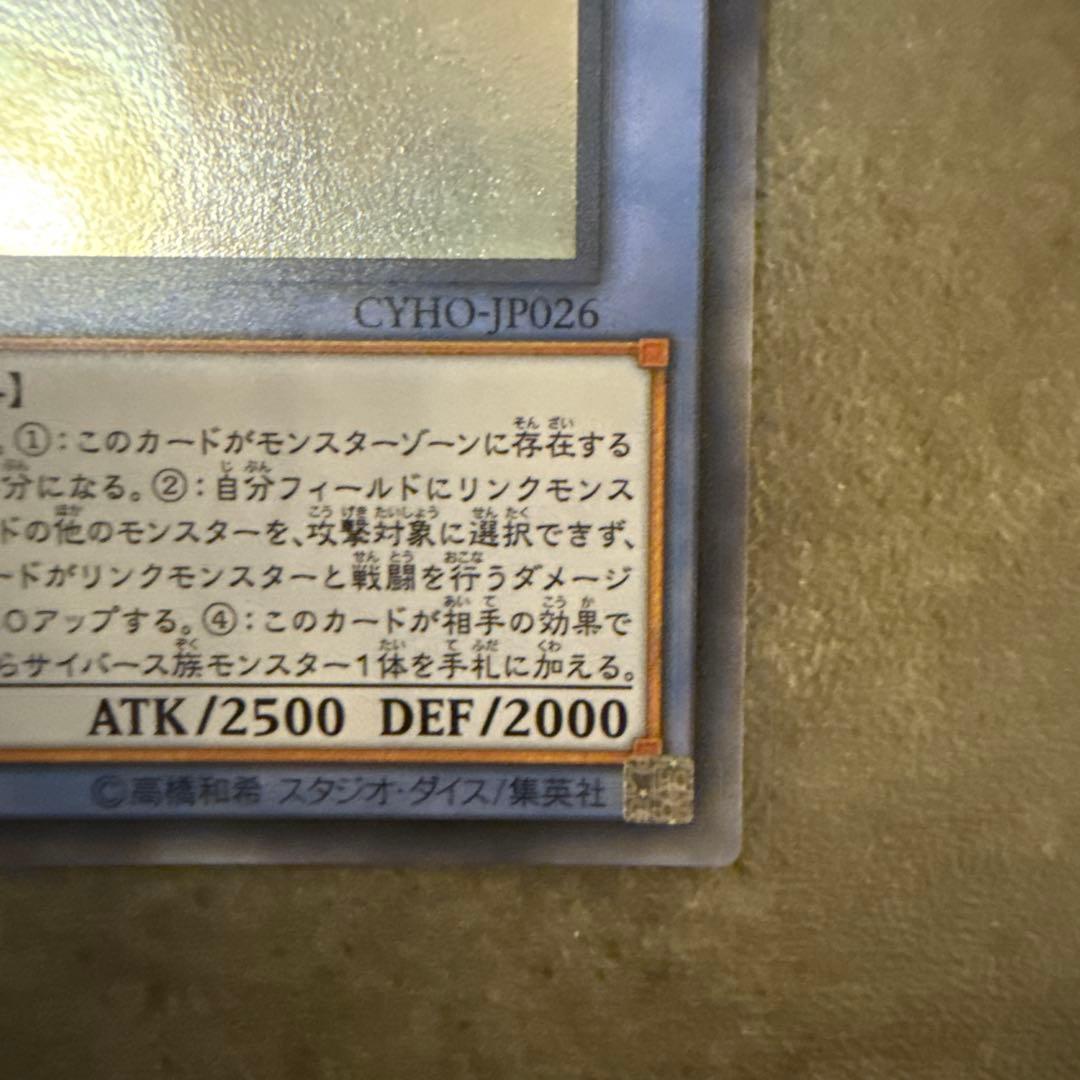 CYHO-JP026
】
。①:このカードがモンスターゾーンに存在する
分になる。②:自分フィールドにリンクモンス
ドの他のモンスターを、攻撃対象に選択できず、
ードがリンクモンスターと戦闘を行うダメージ
0アップする。④:このカードが相手の効果で
らサイバース族モンスター1体を手札に加える。
ATK/2500 DEF/2000
©高橋和希 スタジオ・ダイス/集英社